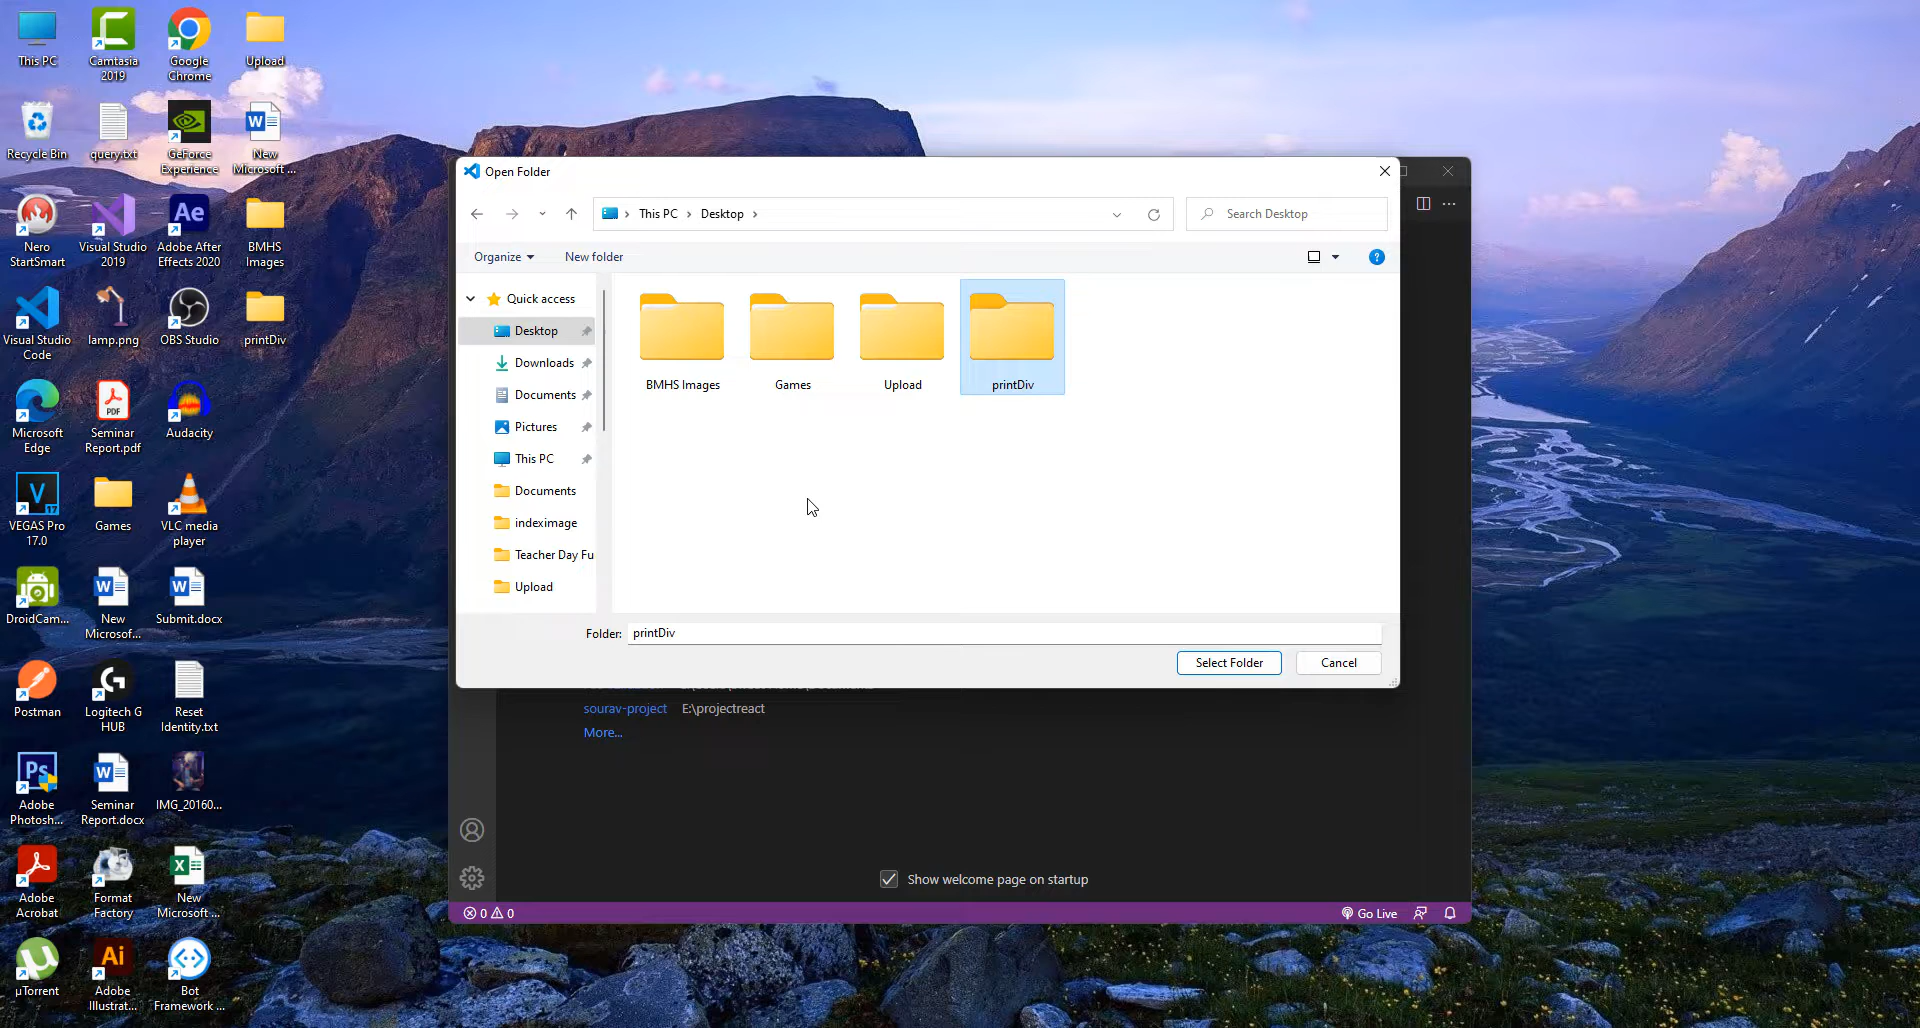 This PC
Camtasia
2019
Google
Chrome
Upload
Recycle Bin
query.txt
GeForce
Experience
New
Microsoft ...
Nero
StartSmart
Visual Studio
2019
Adobe After
Effects 2020
BMHS
Images
Visual Studio
Code
lamp.png
OBS Studio
printDiv
Microsoft
Edge
Seminar
Report.pdf
Audacity
VEGAS Pro
17.0
Games
VLC media
player
DroidCam...
New
Microsof...
Submit.docx
Postman
Logitech G
HUB
Reset
Identity.txt
Adobe
Photosh...
Seminar
Report.docx
IMG_20160...
Adobe
Acrobat
Format
Factory
New
Microsoft ...
µTorrent
Adobe
Illustrat...
Bot
Framework ...
Open Folder
This PC
Desktop
Search Desktop
Organize
New folder
Quick access
Desktop
Downloads
Documents
Pictures
This PC
Documents
indeximage
Teacher Day Fu
Upload
BMHS Images
Games
Upload
printDiv
Folder: printDiv
Select Folder
Cancel
sourav-project E:\projectreact
More...
Show welcome page on startup
0 0
Go Live